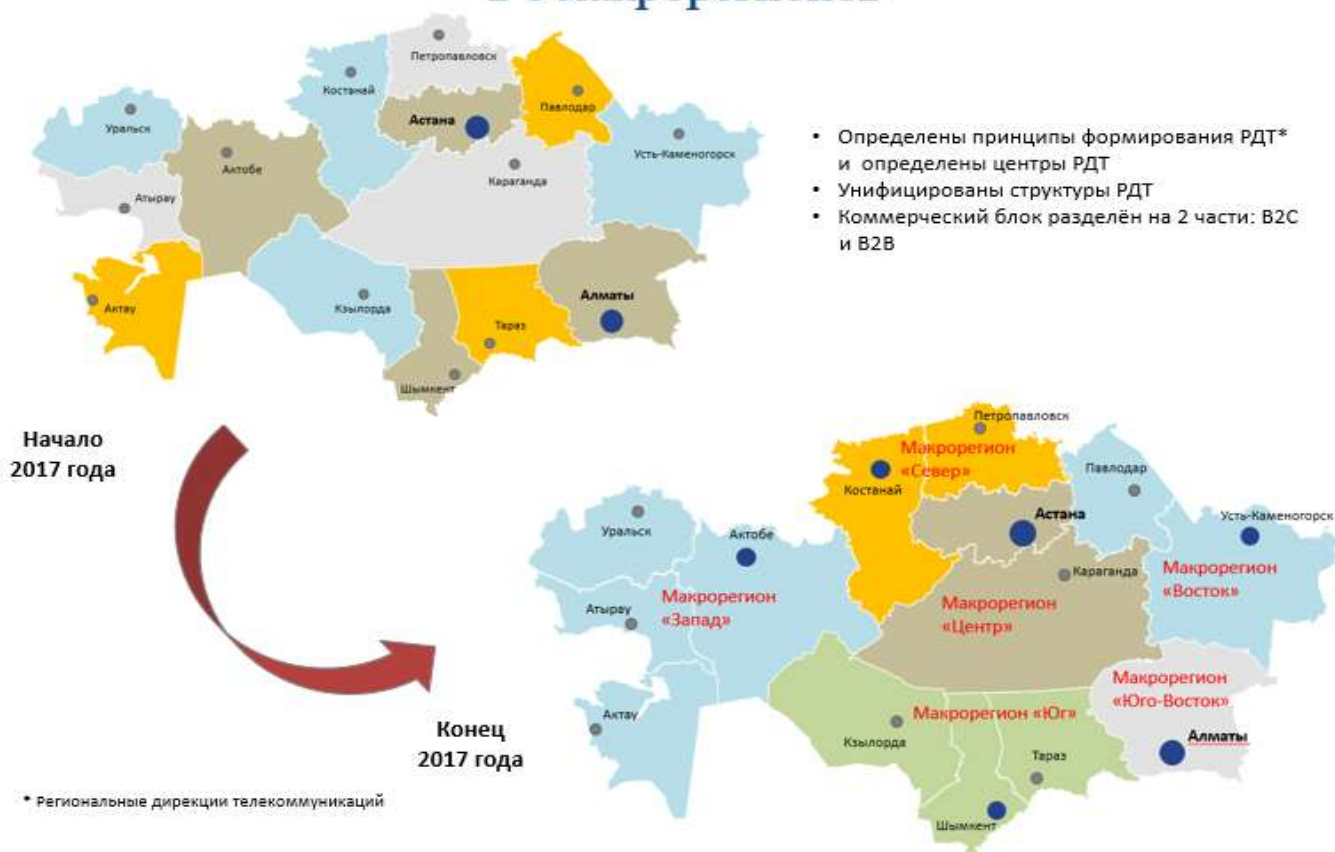 Петропавловск
Костанай
Павлодар
Астана
Уральск
Усть-Каменогорск
Актобе
Караганда
Атырау
Алматы
Актау
Кзылорда
Тараз
Шымкент
• Определены принципы формирования РДТ*
и определены центры РДТ
• Унифицированы структуры РДТ
• Коммерческий блок разделён на 2 части: B2C
и B2B
Начало
2017 года
Конец
2017 года
Петропавловск
Макрорегион
«Север»
Костанай
Павлодар
Астана
Уральск
Актобе
Усть-Каменогорск
Караганда
Макрорегион
«Восток»
Макрорегион
«Запад»
Атырау
Макрорегион
«Центр»
Макрорегион
«Юго-Восток»
Актау
Макрорегион «Юг»
Кзылорда
Алматы
Тараз
Шымкент
* Региональные дирекции телекоммуникаций